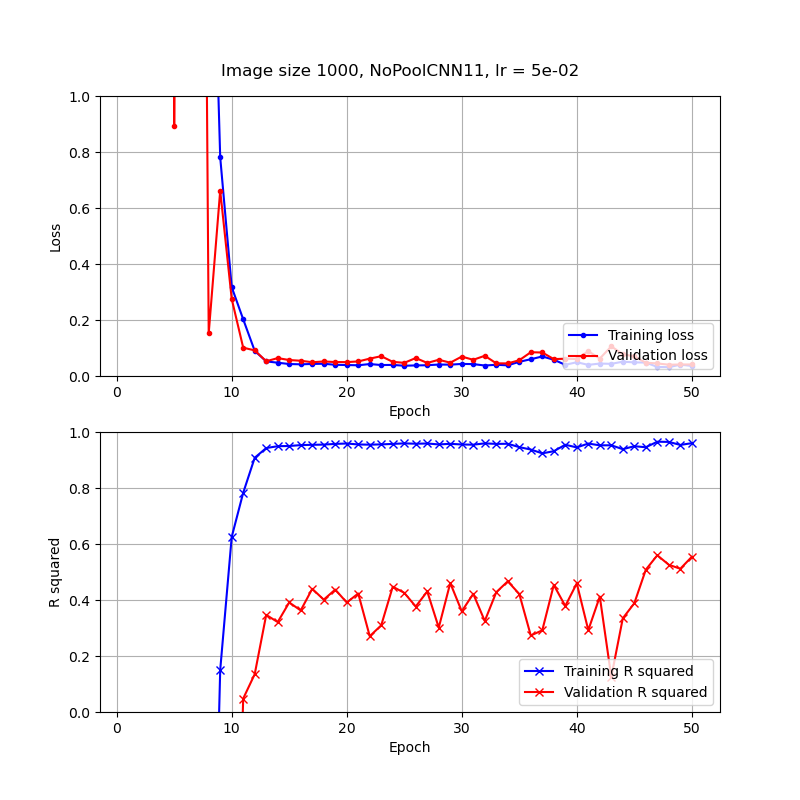 Image size 1000, NoPoolCNN11, lr = 5e-02
1.0
0.8
0.6
0.4
0.2
0.0
Loss
0 10 20 30 40 50
Epoch
Training loss
Validation loss
1.0
0.8
0.6
0.4
0.2
0.0
R squared
0 10 20 30 40 50
Epoch
Training R squared
Validation R squared